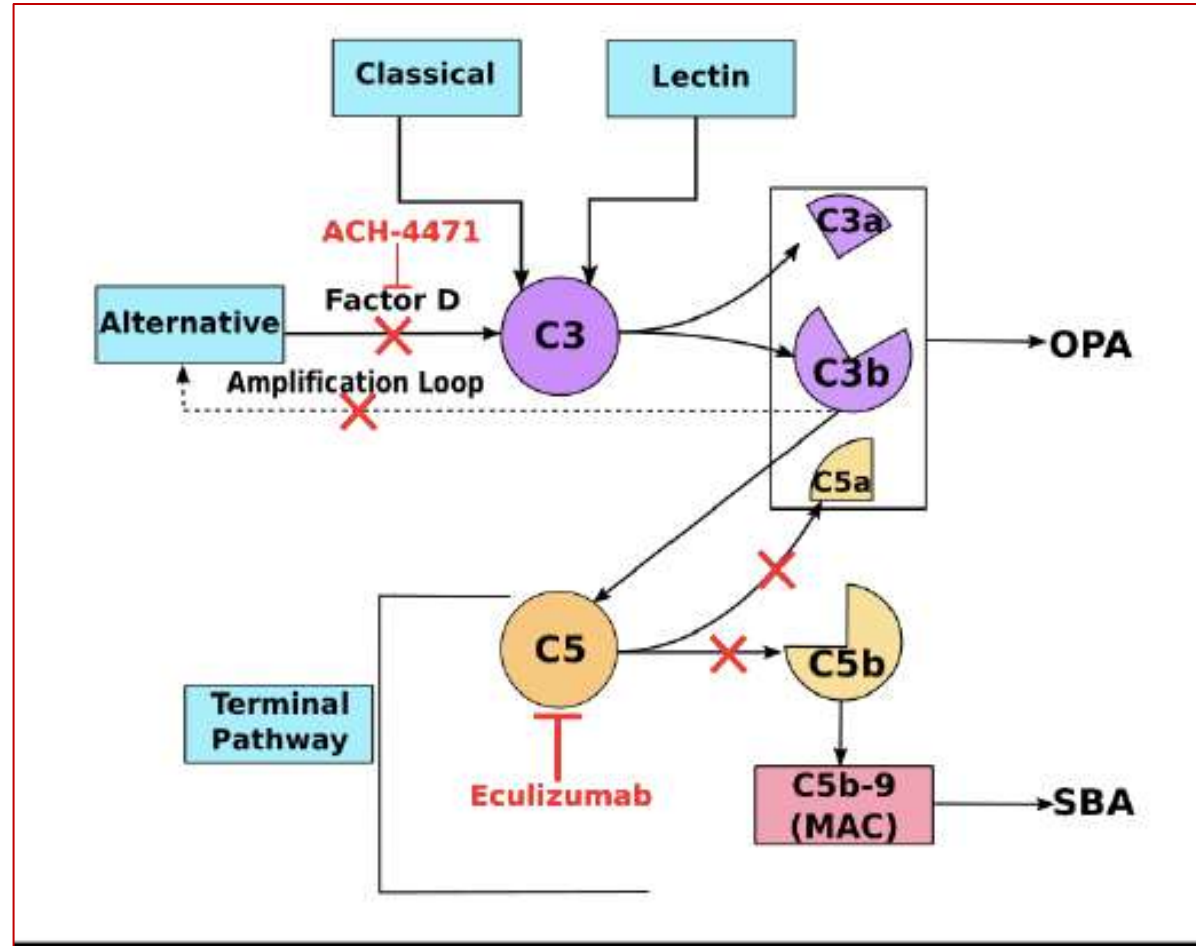 Classical
Lectin
ACH-4471
Factor D
Alternative
Amplification Loop
C3
C3a
C3b
OPA
C5a
C5
C5b
Terminal
Pathway
Eculizumab
C5b-9
(MAC)
SBA